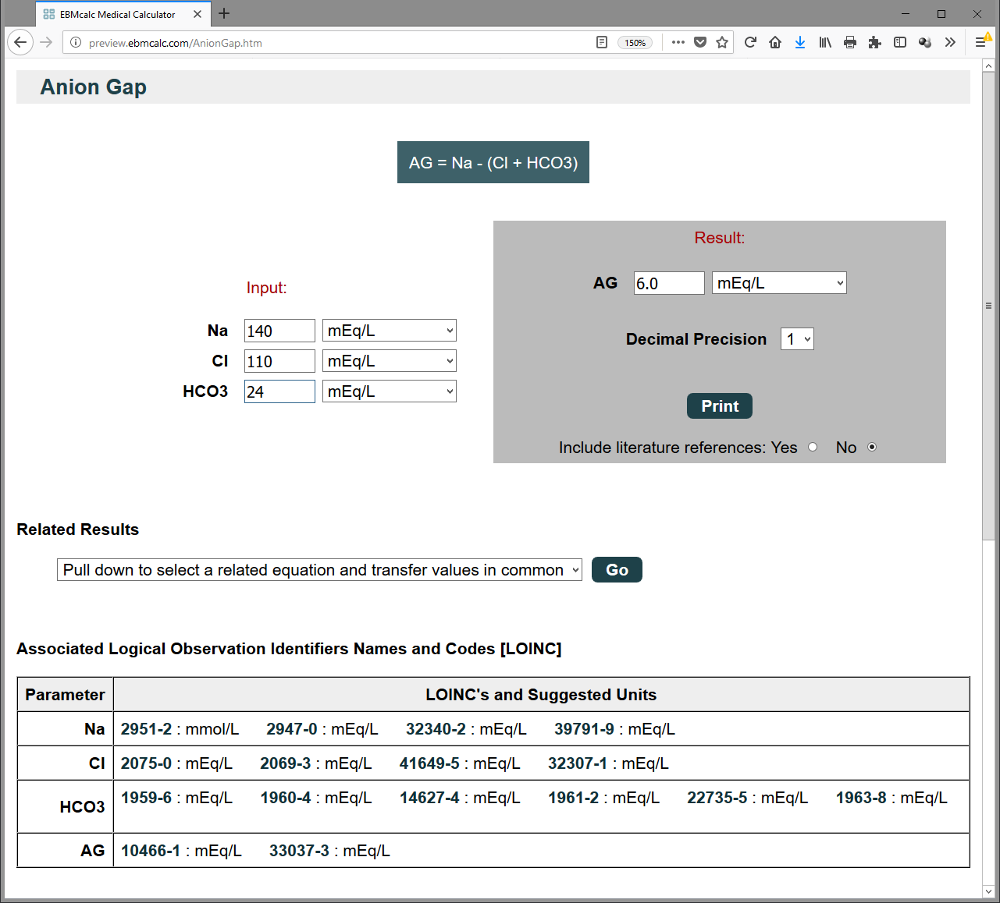 EBMcalc Medical Calculator
preview.ebmcalc.com/AnionGap.htm 150%
Anion Gap
AG = Na - (Cl + HCO3)
Result:
AG 6.0 mEq/L
Input:
Na 140 mEq/L
Decimal Precision 1
Cl 110 mEq/L
HCO3 24 mEq/L
Print
Include literature references: Yes No
Related Results
Pull down to select a related equation and transfer values in common Go
Associated Logical Observation Identifiers Names and Codes [LOINC]
Parameter LOINC's and Suggested Units
Na 2951-2 : mmol/L 2947-0 : mEq/L 32340-2 : mEq/L 39791-9 : mEq/L
Cl 2075-0 : mEq/L 2069-3 : mEq/L 41649-5 : mEq/L 32307-1 : mEq/L
HCO3 1959-6 : mEq/L 1960-4 : mEq/L 14627-4 : mEq/L 1961-2 : mEq/L 22735-5 : mEq/L 1963-8 : mEq/L
AG 10466-1 : mEq/L 33037-3 : mEq/L